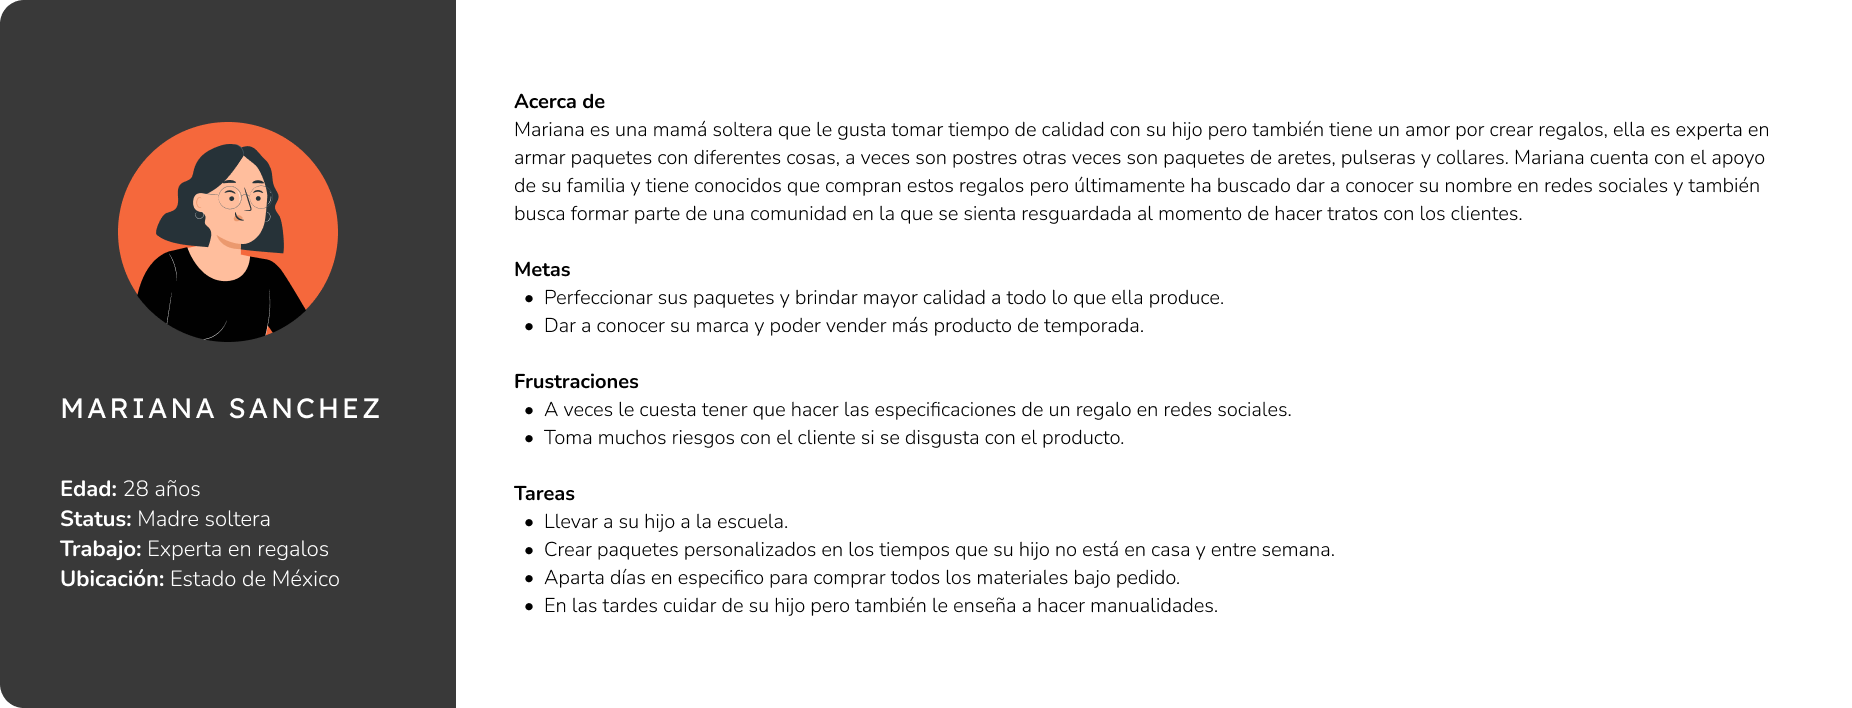 MARIANA SANCHEZ
Edad: 28 años
Status: Madre soltera
Trabajo: Experta en regalos
Ubicación: Estado de México
Acerca de
Mariana es una mamá soltera que le gusta tomar tiempo de calidad con su hijo pero también tiene un amor por crear regalos, ella es experta en
armar paquetes con diferentes cosas, a veces son postres otras veces son paquetes de aretes, pulseras y collares. Mariana cuenta con el apoyo
de su familia y tiene conocidos que compran estos regalos pero últimamente ha buscado dar a conocer su nombre en redes sociales y también
busca formar parte de una comunidad en la que se sienta resguardada al momento de hacer tratos con los clientes.
Metas
• Perfeccionar sus paquetes y brindar mayor calidad a todo lo que ella produce.
• Dar a conocer su marca y poder vender más producto de temporada.
Frustraciones
• A veces le cuesta tener que hacer las especificaciones de un regalo en redes sociales.
• Toma muchos riesgos con el cliente si se disgusta con el producto.
Tareas
• Llevar a su hijo a la escuela.
• Crear paquetes personalizados en los tiempos que su hijo no está en casa y entre semana.
• Aparta días en especifico para comprar todos los materiales bajo pedido.
• En las tardes cuidar de su hijo pero también le enseña a hacer manualidades.